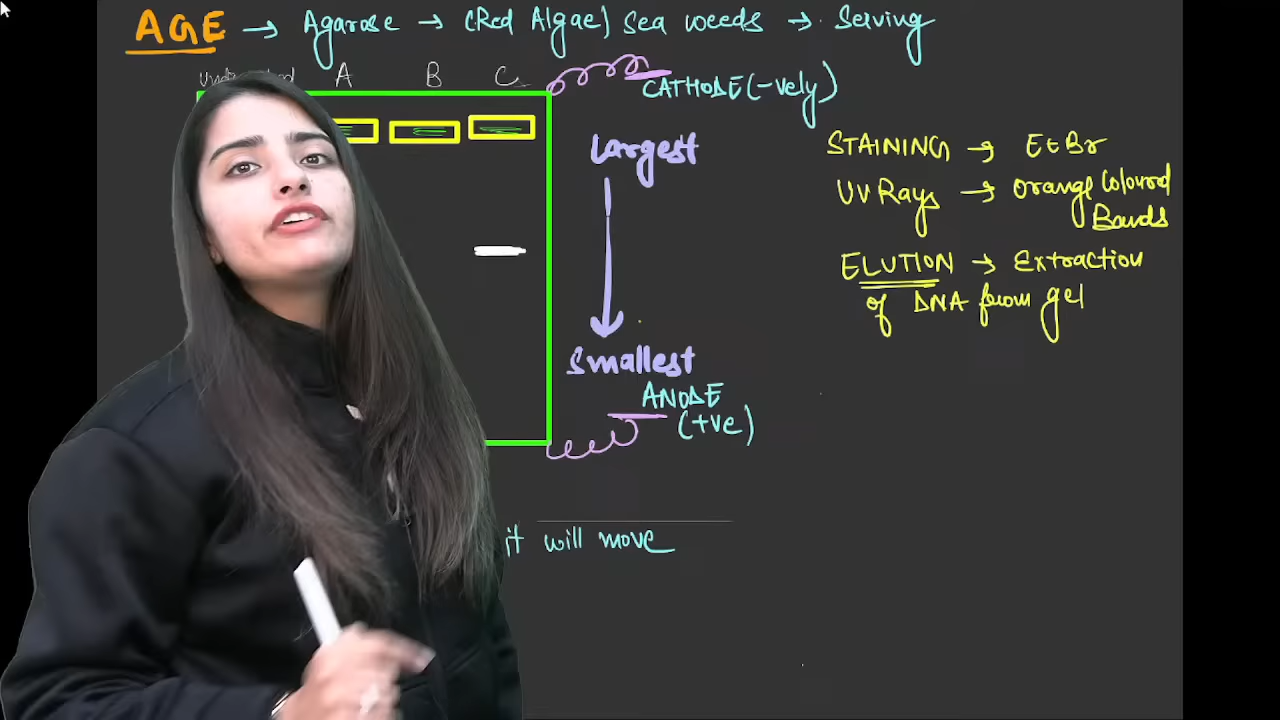 AGE → Agarose → (Red Algae) Sea weeds → Serving
A B C
CATHODE (-vely)
Largest
Smallest
ANODE
(+ve)
STAINING → EtBr
UV Rays → Orange Coloured
Bands
ELUTION → Extraction
of DNA from gel
it will move